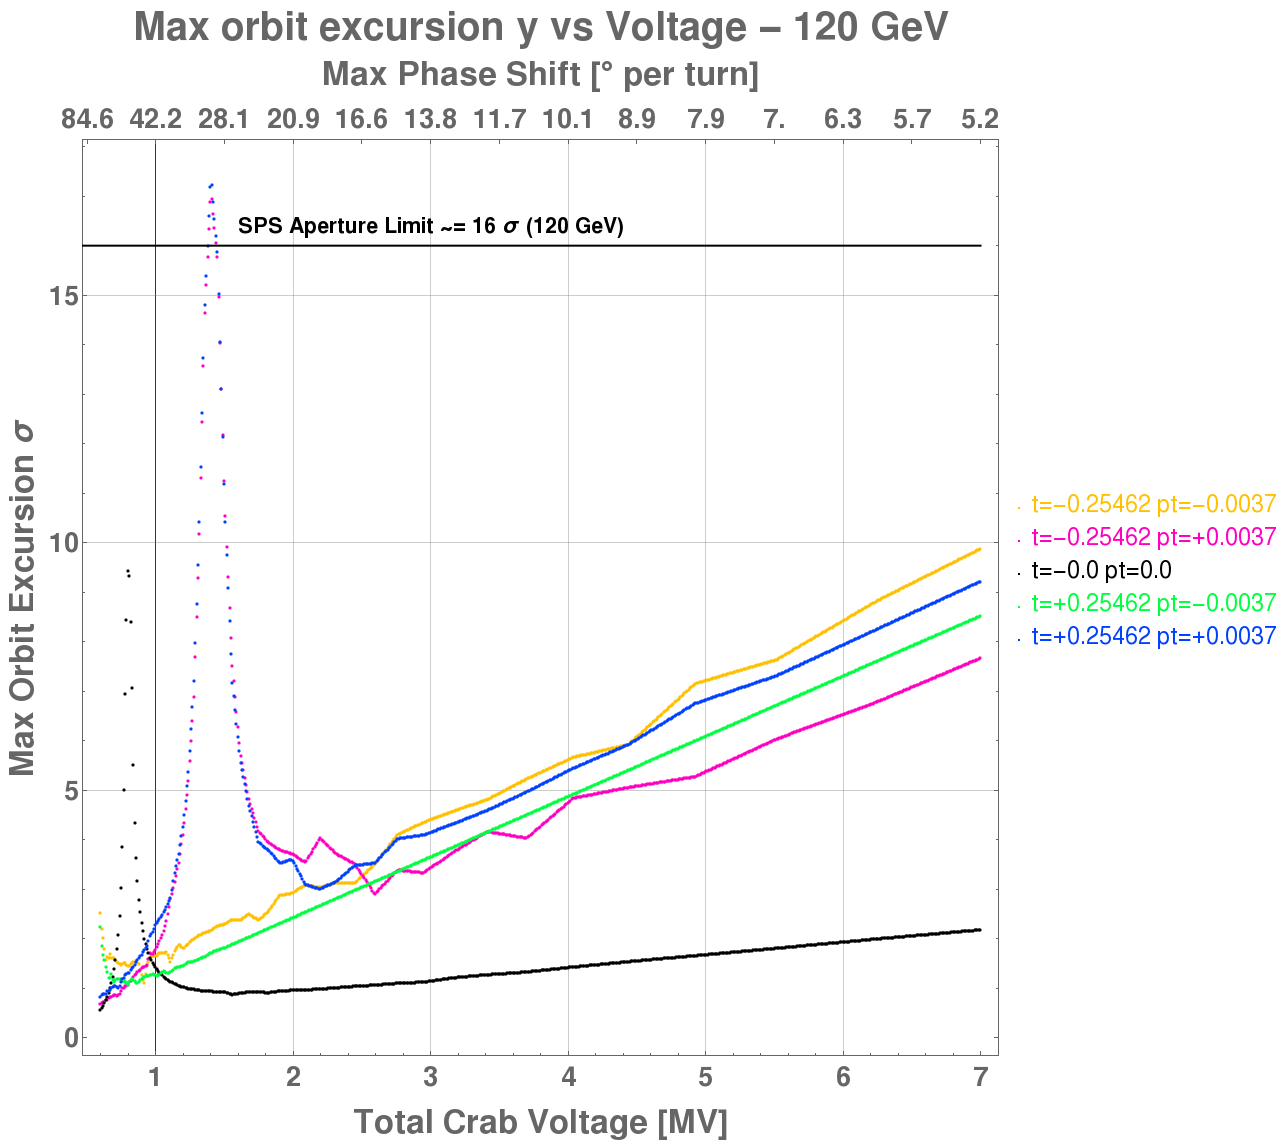 Max orbit excursion y vs Voltage − 120 GeV
Max Phase Shift [° per turn]
84.6 42.2 28.1 20.9 16.6 13.8 11.7 10.1 8.9 7.9 7. 6.3 5.7 5.2
SPS Aperture Limit ~= 16 σ (120 GeV)
15
10
5
0
Max Orbit Excursion σ
t=−0.25462 pt=−0.0037
t=−0.25462 pt=+0.0037
t=−0.0 pt=0.0
t=+0.25462 pt=−0.0037
t=+0.25462 pt=+0.0037
1 2 3 4 5 6 7
Total Crab Voltage [MV]